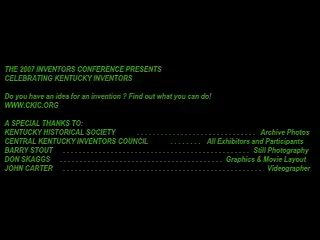 THE 2007 INVENTORS CONFERENCE PRESENTS
CELEBRATING KENTUCKY INVENTORS
Do you have an idea for an invention ? Find out what you can do!
WWW.CKIC.ORG
A SPECIAL THANKS TO:
KENTUCKY HISTORICAL SOCIETY . . . . . . . . . . . . . . . . . . . . . . . . . . . . . . Archive Photos
CENTRAL KENTUCKY INVENTORS COUNCIL . . . . . . . . All Exhibitors and Participants
BARRY STOUT . . . . . . . . . . . . . . . . . . . . . . . . . . . . . . . . . . . . . . . . . . . . . . . Still Photography
DON SKAGGS . . . . . . . . . . . . . . . . . . . . . . . . . . . . . . . . . . . . . . . . . Graphics & Movie Layout
JOHN CARTER . . . . . . . . . . . . . . . . . . . . . . . . . . . . . . . . . . . . . . . . . . . . . . . . . . Videographer